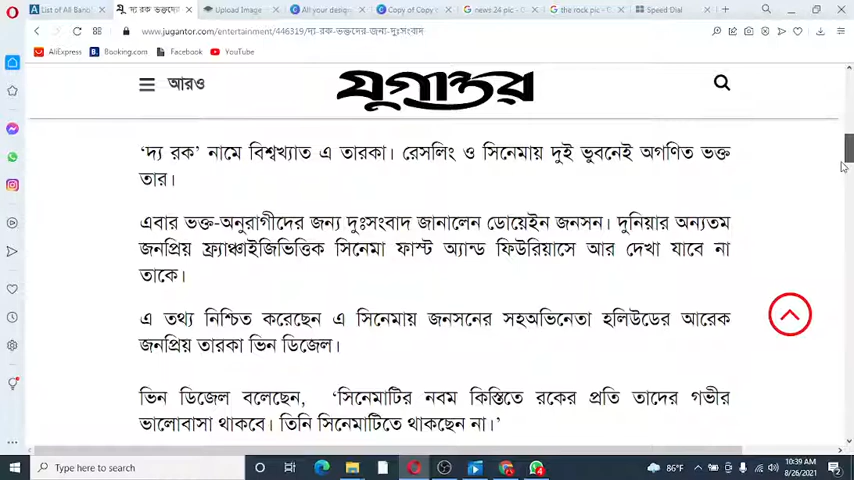 List of All Banl
দ্য রক ভক্তদের
Upload Image
All your design
Copy of Copy
news 24 pic - G
the rock pic - G
Speed Dial
www.jugantor.com/entertainment/446319/দ্য-রক-ভক্তদের-জন্য-দুঃসংবাদ
AliExpress
Booking.com
Facebook
YouTube
আরও
যুগান্তর
‘দ্য রক’ নামে বিশ্বখ্যাত এ তারকা। রেসলিং ও সিনেমায় দুই ভুবনেই অগণিত ভক্ত
তার।
এবার ভক্ত-অনুরাগীদের জন্য দুঃসংবাদ জানালেন ডোয়েইন জনসন। দুনিয়ার অন্যতম
জনপ্রিয় ফ্র্যাঞ্চাইজিভিত্তিক সিনেমা ফাস্ট অ্যান্ড ফিউরিয়াসে আর দেখা যাবে না
তাকে।
এ তথ্য নিশ্চিত করেছেন এ সিনেমায় জনসনের সহঅভিনেতা হলিউডের আরেক
জনপ্রিয় তারকা ভিন ডিজেল।
ভিন ডিজেল বলেছেন, ‘সিনেমাটির নবম কিস্তিতে রকের প্রতি তাদের গভীর
ভালোবাসা থাকবে। তিনি সিনেমাটিতে থাকছেন না।’
Type here to search
86°F
10:39 AM
8/26/2021